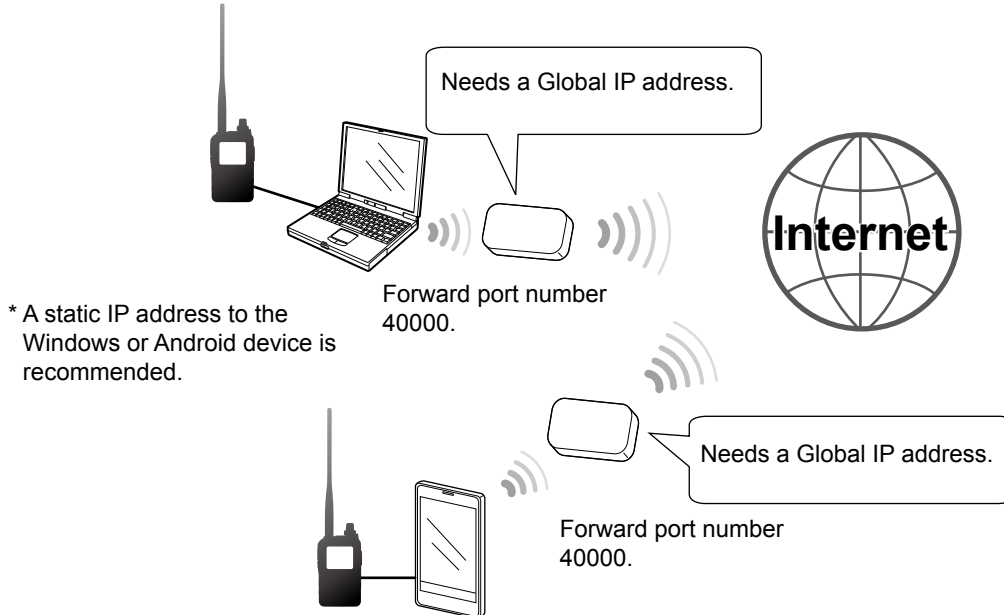 Needs a Global IP address.
Internet
Forward port number
40000.
* A static IP address to the
Windows or Android device is
recommended.
Needs a Global IP address.
Forward port number
40000.